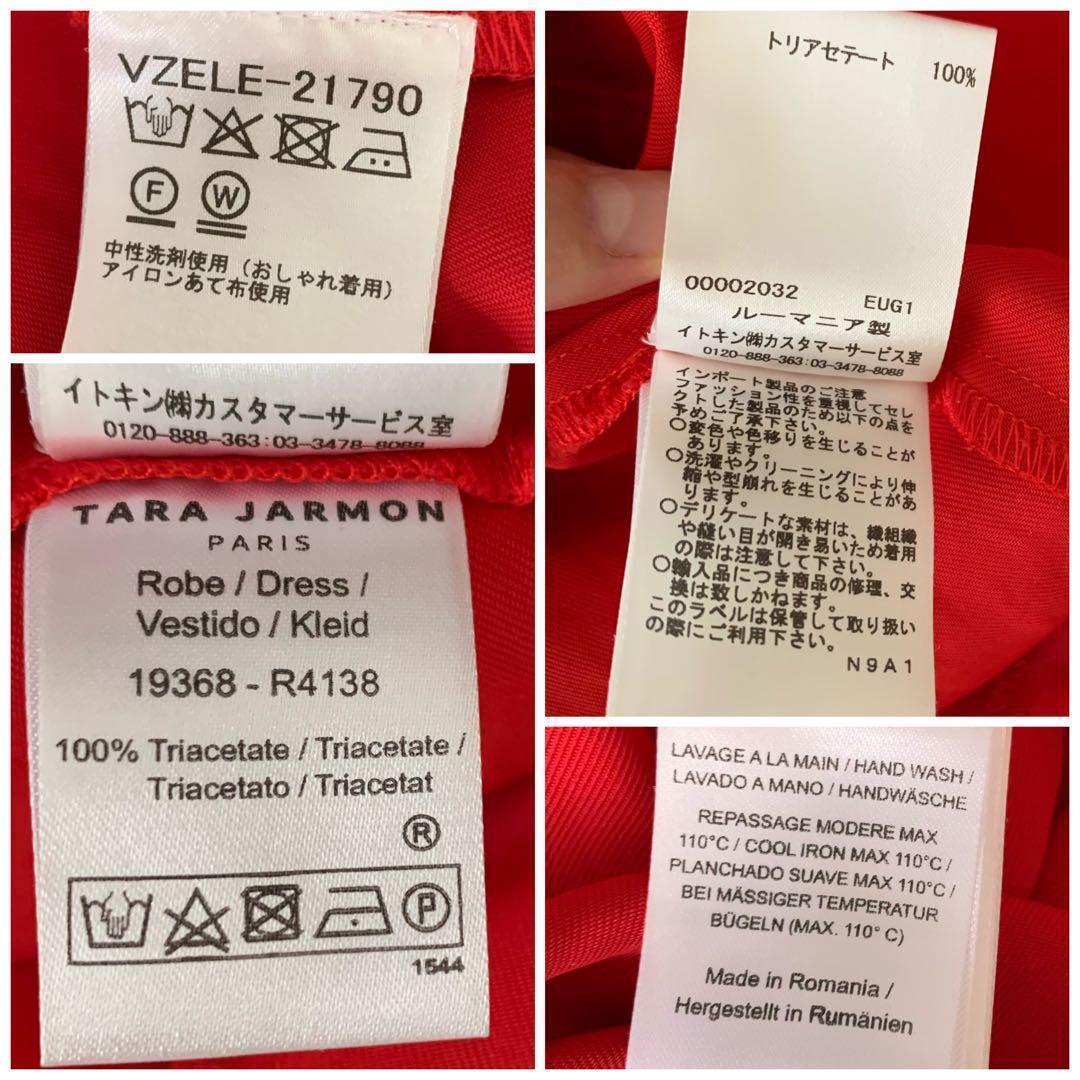 VZELE-21790
F W
中性洗剤使用（おしゃれ着用）
アイロンあて布使用
トリアセテート 100%
00002032 EUG1
ルーマニア製
イトキン㈱カスタマーサービス室
0120-888-363:03-3478-8088
インポート製品のご注意
ファッション性を重視してセレ
クトした製品のため以下の点を
予めご了承下さい。
○変色や色移りを生じることが
あります。
○洗濯やクリーニングにより伸
縮や型崩れを生じることがあ
ります。
○デリケートな素材は、織組織
や縫い目が開き易いため着用
の際は注意して下さい。
○輸入品につき商品の修理、交
換は致しかねます。
このラベルは保管して取り扱い
の際にご利用下さい。
N9A1
イトキン㈱カスタマーサービス室
0120-888-363:03-3478-8088
TARA JARMON
PARIS
Robe / Dress /
Vestido / Kleid
19368 - R4138
100% Triacetate / Triacetate /
Triacetato / Triacetat
®
P
1544
LAVAGE A LA MAIN / HAND WASH /
LAVADO A MANO / HANDWÄSCHE
REPASSAGE MODERE MAX
110°C / COOL IRON MAX 110°C /
PLANCHADO SUAVE MAX 110°C /
BEI MÄSSIGER TEMPERATUR
BÜGELN (MAX. 110° C)
Made in Romania /
Hergestellt in Rumänien